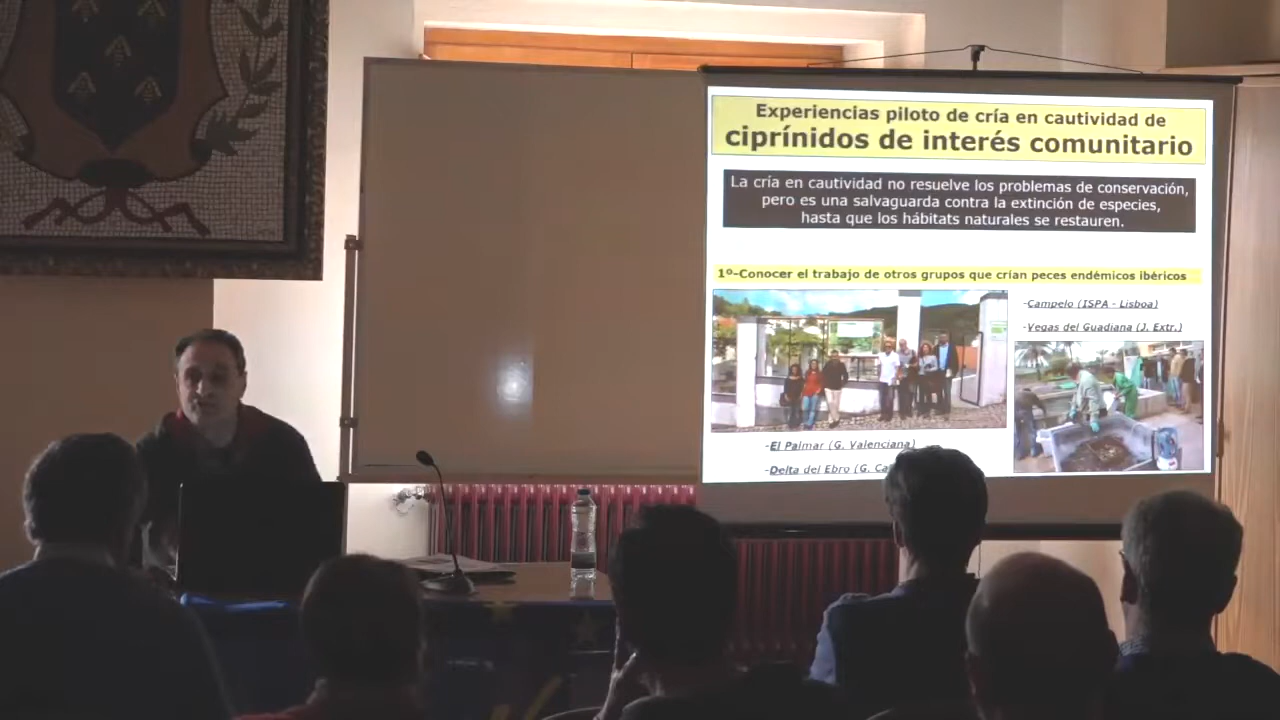 Experiencias piloto de cría en cautividad de
ciprínidos de interés comunitario
La cría en cautividad no resuelve los problemas de conservación,
pero es una salvaguarda contra la extinción de especies,
hasta que los hábitats naturales se restauren.
1º-Conocer el trabajo de otros grupos que crían peces endémicos ibéricos
-Campelo (ISPA - Lisboa)
-Vegas del Guadiana (J. Extr.)
-El Palmar (G. Valenciana)
-Delta del Ebro (G. Ca